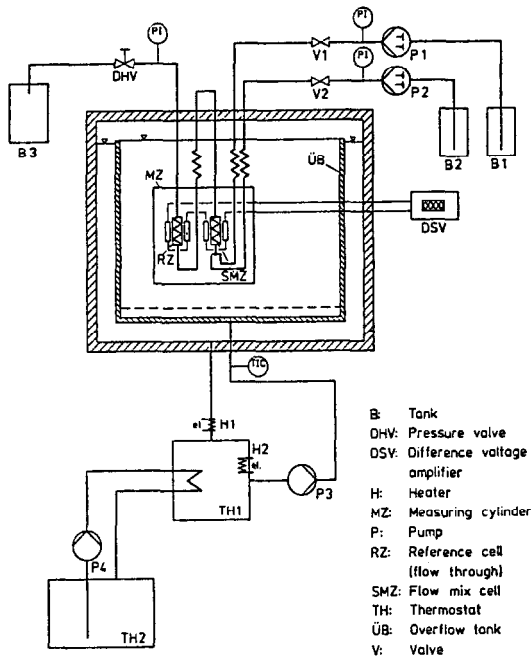 PI
PI
V1
P1
PI
DHV
V2
P2
B3
B2
B1
ÜB
MZ
DSV
RZ
SMZ
TIC
el.
H1
H2
el.
P3
TH1
P4
TH2
B: Tank
DHV: Pressure valve
DSV: Difference voltage
amplifier
H: Heater
MZ: Measuring cylinder
P: Pump
RZ: Reference cell
(flow through)
SMZ: Flow mix cell
TH: Thermostat
ÜB: Overflow tank
V: Valve